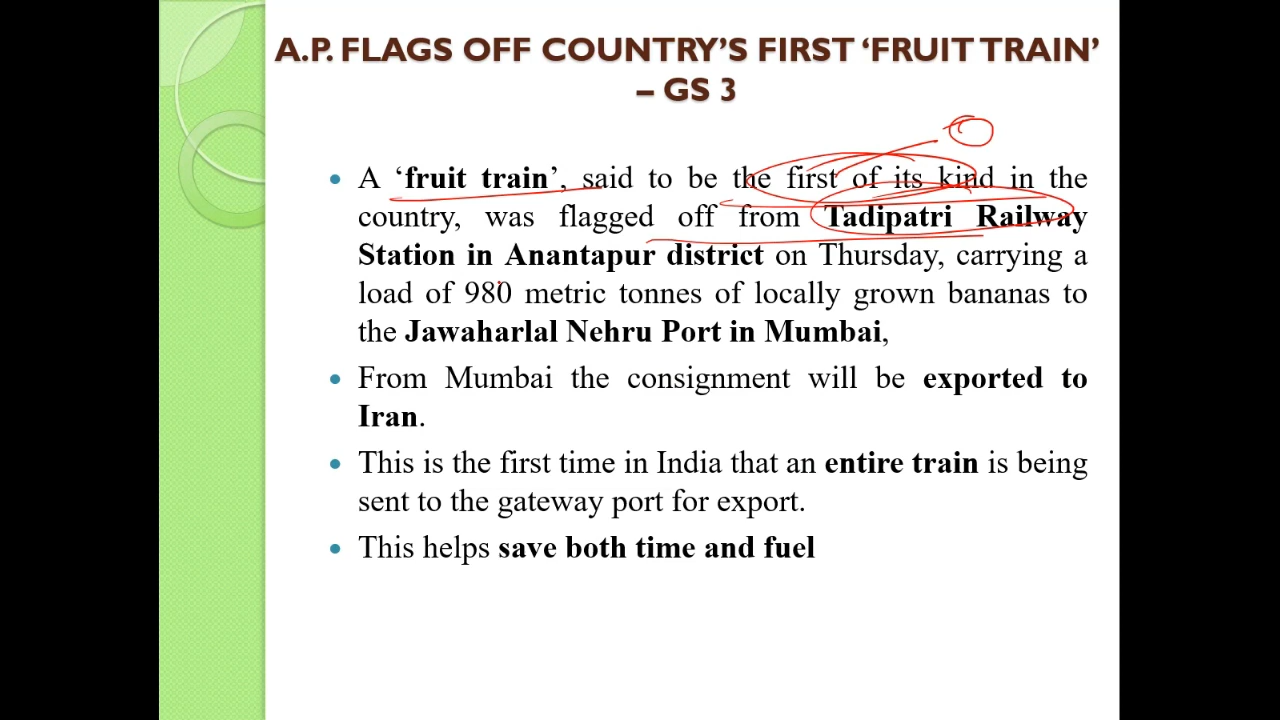 A.P. FLAGS OFF COUNTRY'S FIRST ‘FRUIT TRAIN’
– GS 3
• A ‘fruit train’, said to be the first of its kind in the
country, was flagged off from Tadipatri Railway
Station in Anantapur district on Thursday, carrying a
load of 980 metric tonnes of locally grown bananas to
the Jawaharlal Nehru Port in Mumbai,
• From Mumbai the consignment will be exported to
Iran.
• This is the first time in India that an entire train is being
sent to the gateway port for export.
• This helps save both time and fuel